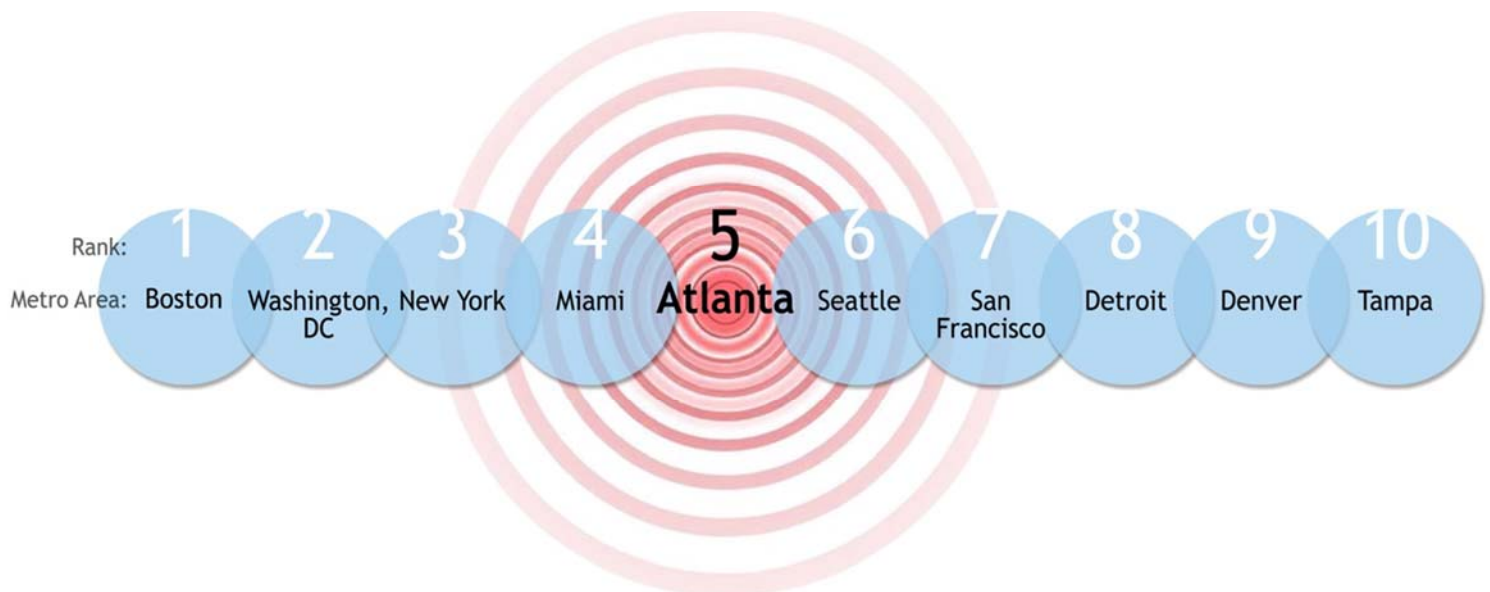 Rank: 1 2 3 4 5 6 7 8 9 10
Metro Area: Boston Washington, DC New York Miami Atlanta Seattle San Francisco Detroit Denver Tampa